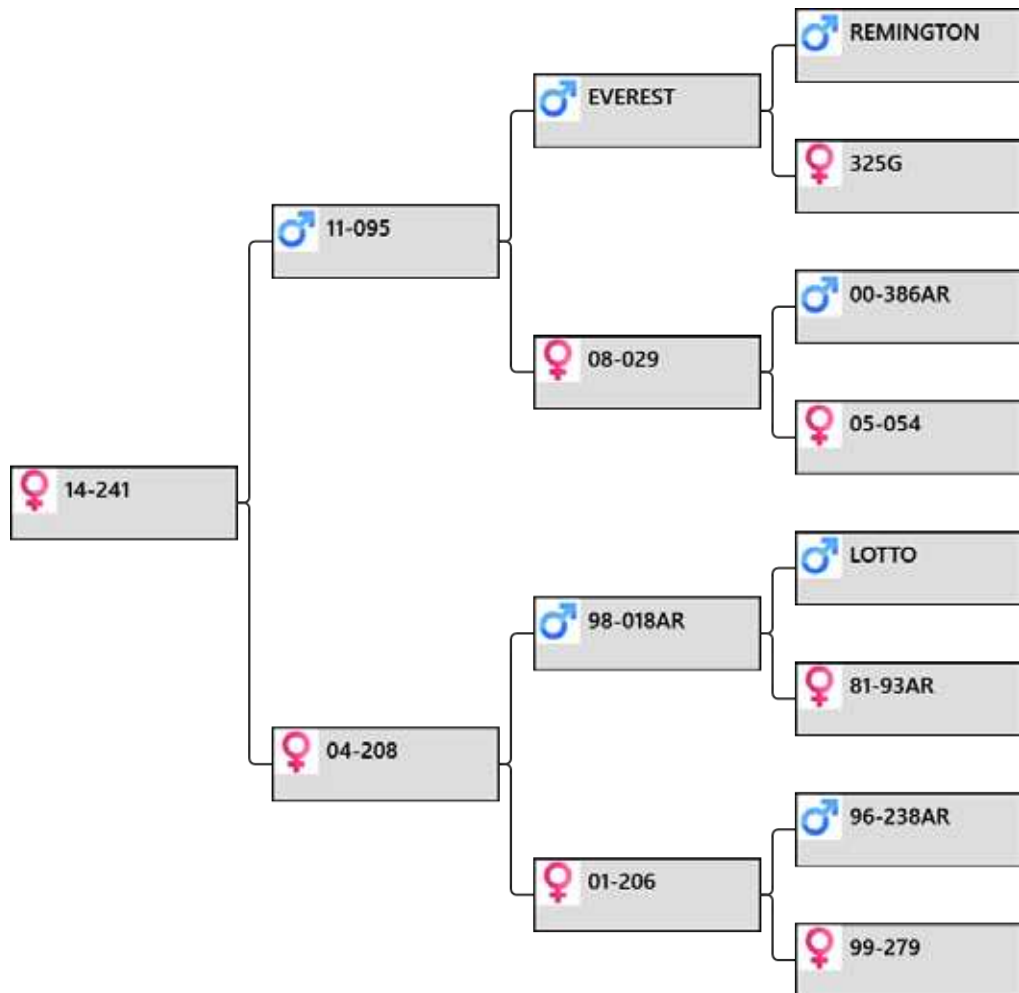 REMINGTON
EVEREST
325G
11-095
00-386AR
08-029
05-054
14-241
LOTTO
98-018AR
81-93AR
04-208
96-238AR
01-206
99-279